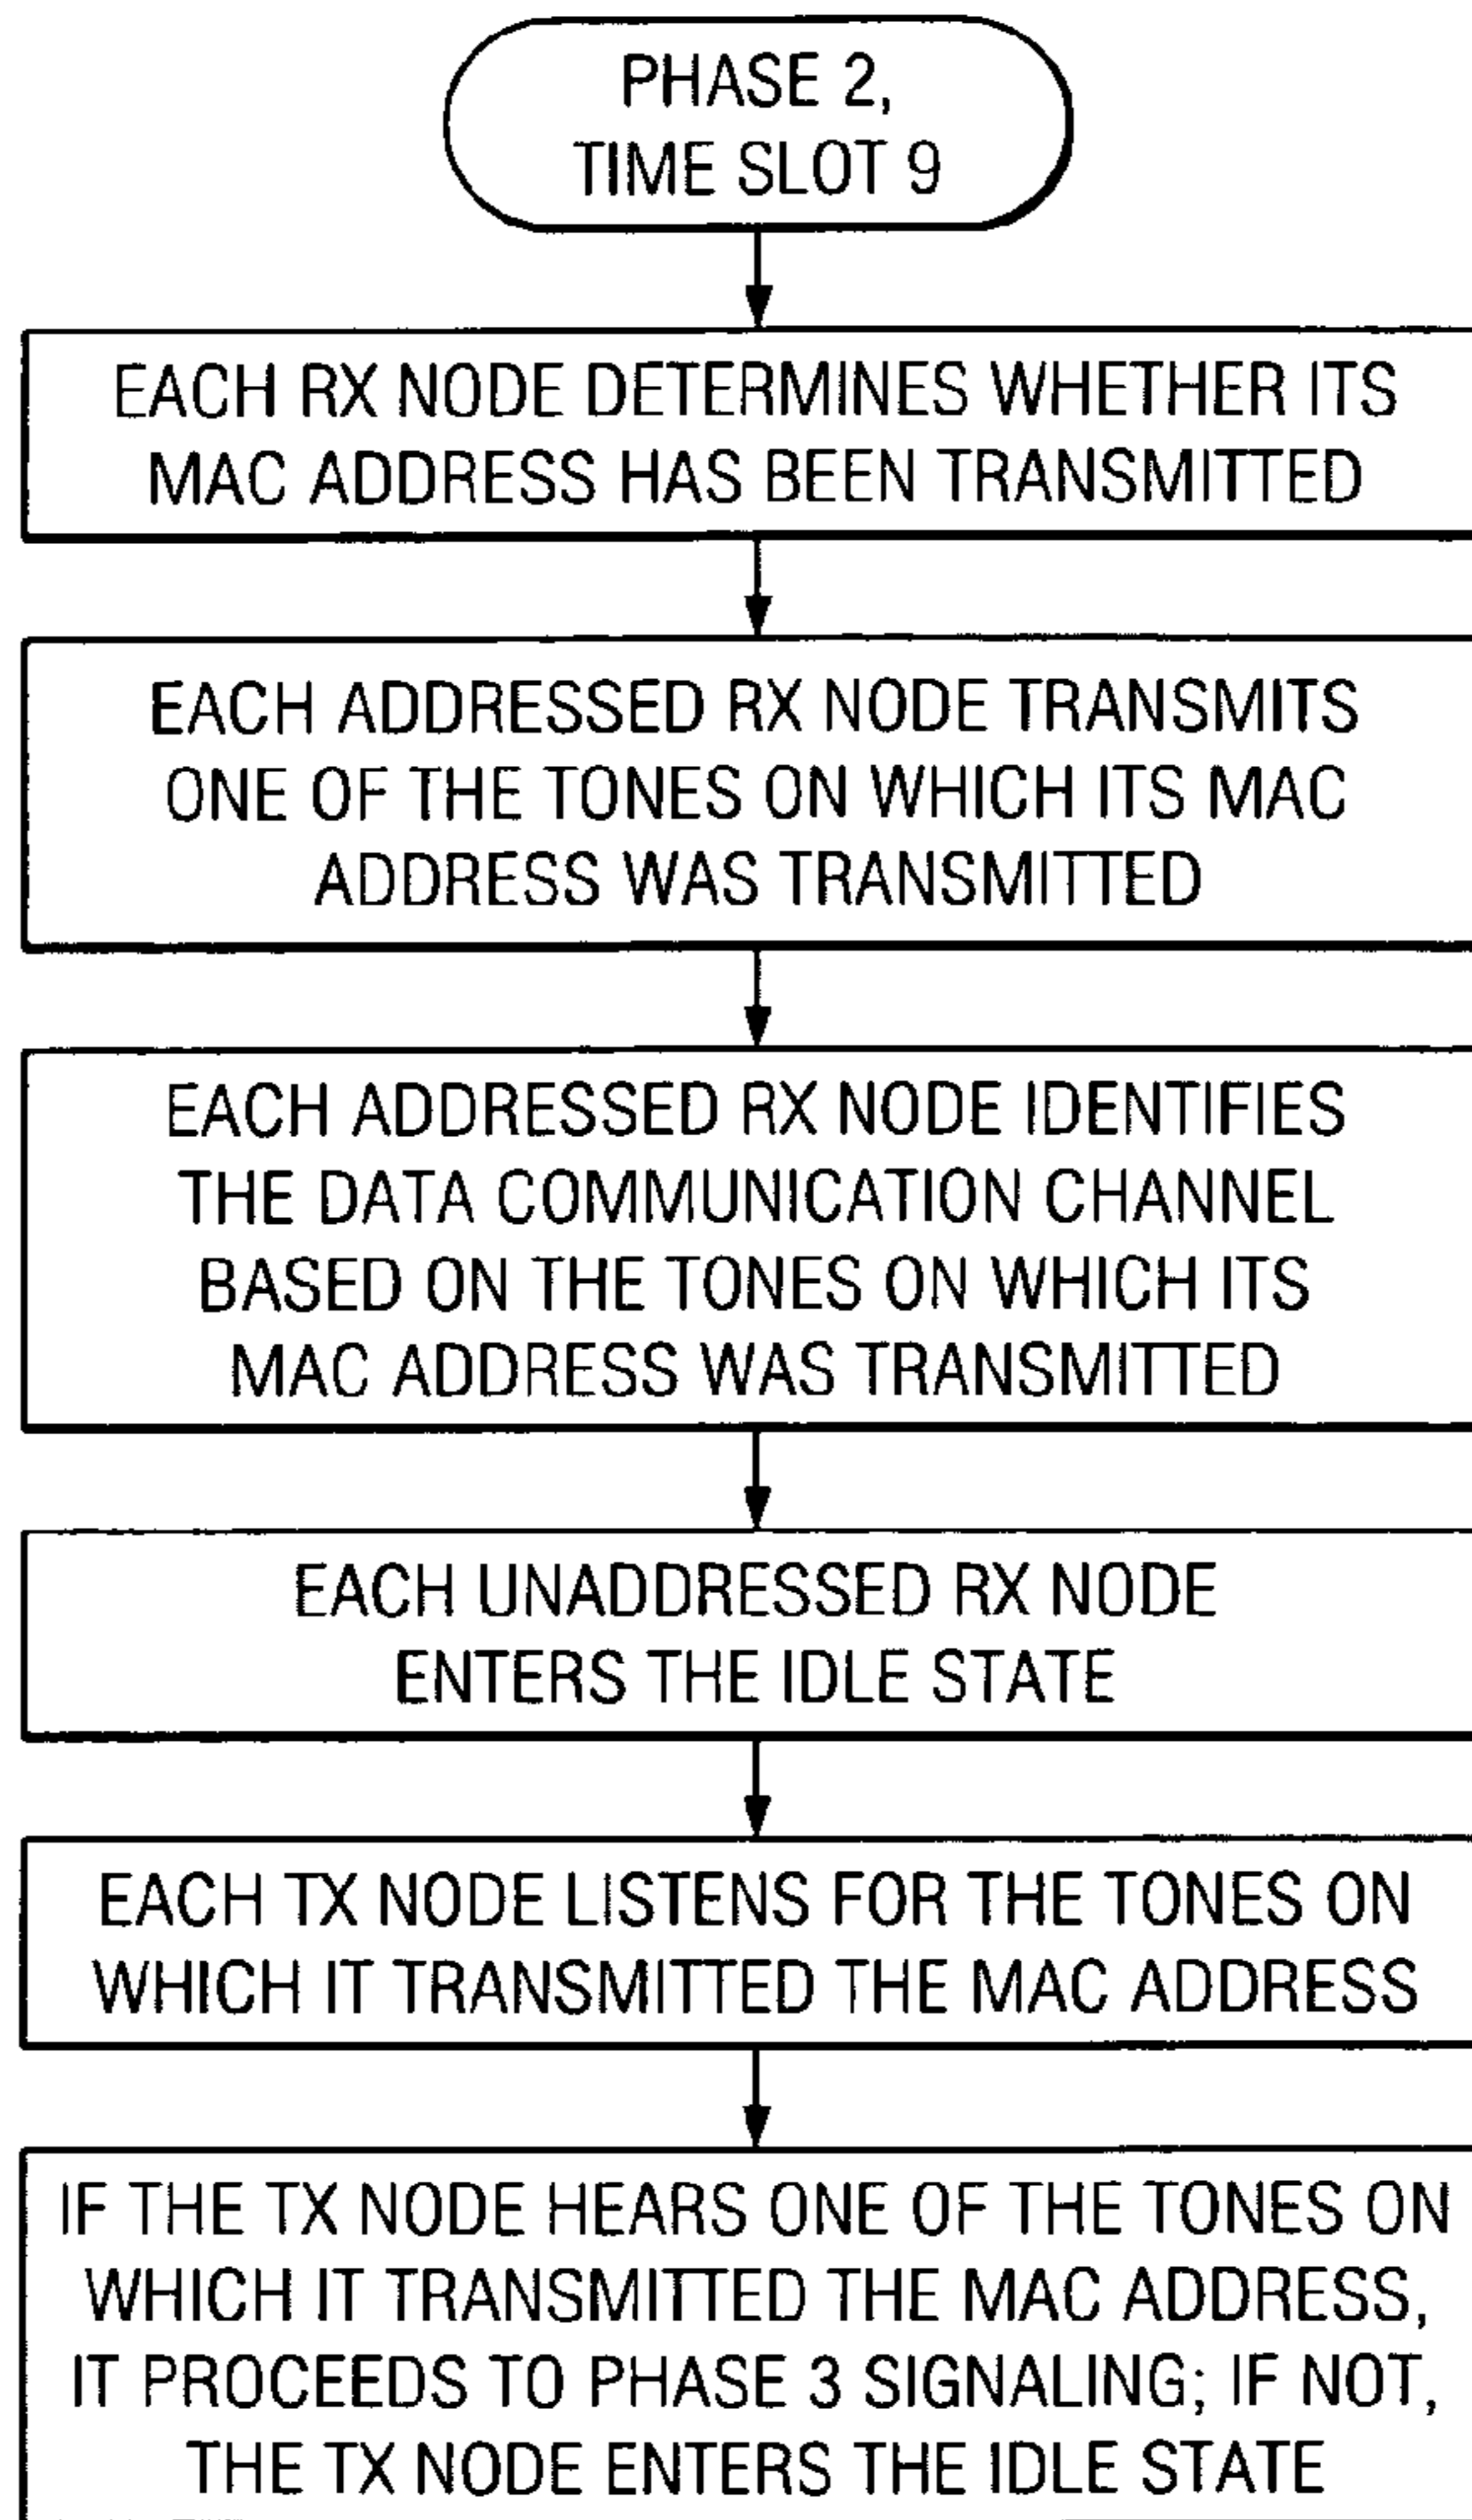 PHASE 2,
TIME SLOT 9
EACH RX NODE DETERMINES WHETHER ITS
MAC ADDRESS HAS BEEN TRANSMITTED
EACH ADDRESSED RX NODE TRANSMITS
ONE OF THE TONES ON WHICH ITS MAC
ADDRESS WAS TRANSMITTED
EACH ADDRESSED RX NODE IDENTIFIES
THE DATA COMMUNICATION CHANNEL
BASED ON THE TONES ON WHICH ITS
MAC ADDRESS WAS TRANSMITTED
EACH UNADDRESSED RX NODE
ENTERS THE IDLE STATE
EACH TX NODE LISTENS FOR THE TONES ON
WHICH IT TRANSMITTED THE MAC ADDRESS
IF THE TX NODE HEARS ONE OF THE TONES ON
WHICH IT TRANSMITTED THE MAC ADDRESS,
IT PROCEEDS TO PHASE 3 SIGNALING; IF NOT,
THE TX NODE ENTERS THE IDLE STATE